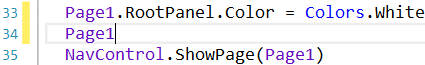 33 Page1.RootPanel.Color = Colors.White
34 Page1
35 NavControl.ShowPage(Page1)